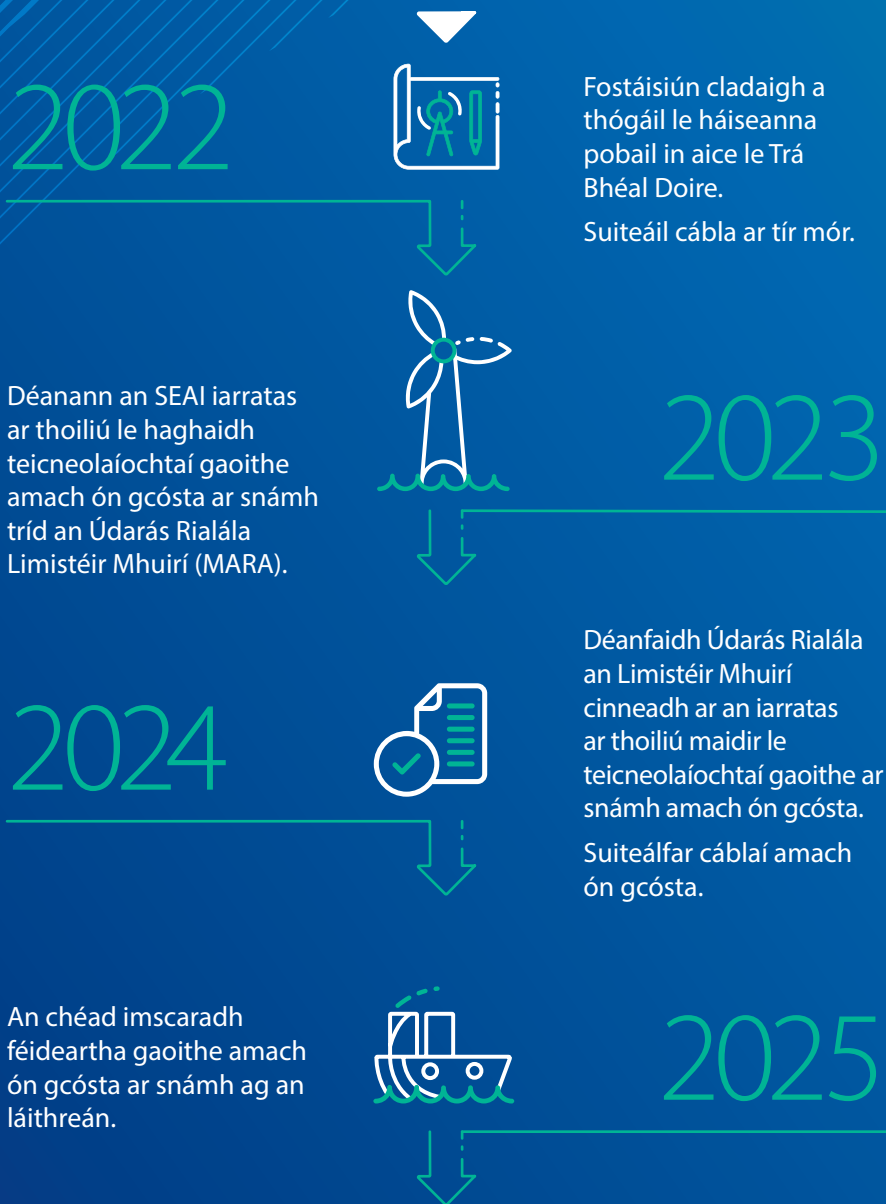 2022
Fostáisiún cladaigh a
thógáil le háiseanna
pobail in aice le Trá
Bhéal Doire.
Suiteáil cábla ar tír mór.
2023
Déanann an SEAI iarratas
ar thoiliú le haghaidh
teicneolaíochtaí gaoithe
amach ón gcósta ar snámh
tríd an Údarás Rialála
Limistéir Mhuirí (MARA).
2024
Déanfaidh Údarás Rialála
an Limistéir Mhuirí
cinneadh ar an iarratas
ar thoiliú maidir le
teicneolaíochtaí gaoithe ar
snámh amach ón gcósta.
Suiteálfar cáblaí amach
ón gcósta.
2025
An chéad imscaradh
féideartha gaoithe amach
ón gcósta ar snámh ag an
láithreán.